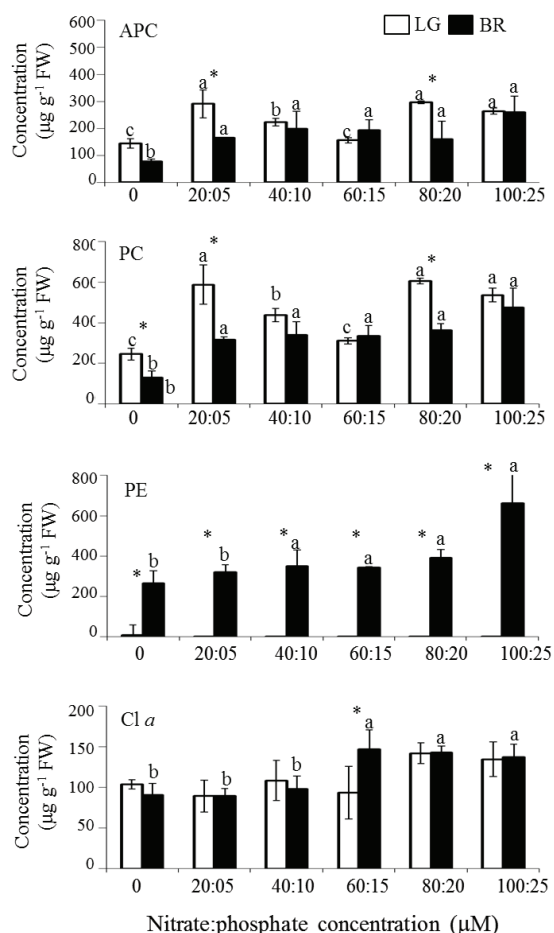 LG BR
APC
Concentration
(µg g-1 FW)
600
500
400
300
200
100
0
c b a * a b a c a a * a a a
0 20:05 40:10 60:15 80:20 100:25
PC
Concentration
(µg g-1 FW)
800
600
400
200
0
c * b b a * a b a c a a * a a a
0 20:05 40:10 60:15 80:20 100:25
PE
Concentration
(µg g-1 FW)
800
600
400
200
0
* b * b * a * a * a * a
0 20:05 40:10 60:15 80:20 100:25
Cl a
Concentration
(µg g-1 FW)
200
150
100
50
0
b b b * a a a
0 20:05 40:10 60:15 80:20 100:25
Nitrate:phosphate concentration (µM)